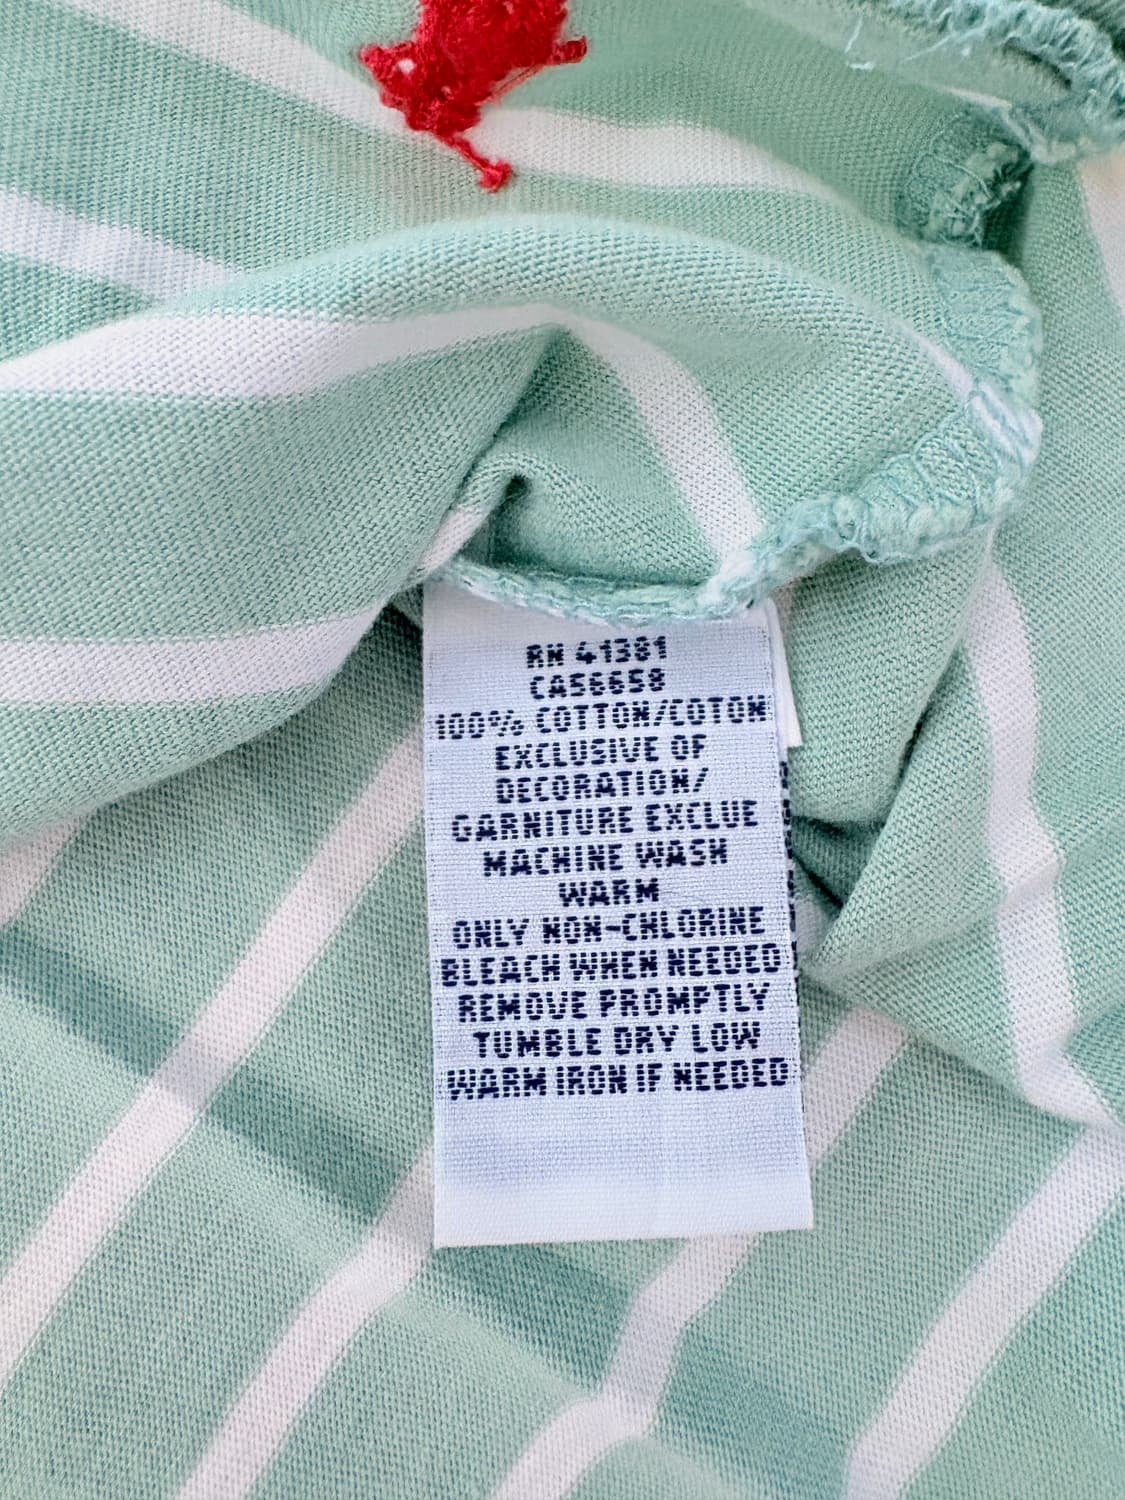 RN 41381
CA56658
100% COTTON/COTON
EXCLUSIVE OF
DECORATION/
GARNITURE EXCLUE
MACHINE WASH
WARM
ONLY NON-CHLORINE
BLEACH WHEN NEEDED
REMOVE PROMPTLY
TUMBLE DRY LOW
WARM IRON IF NEEDED